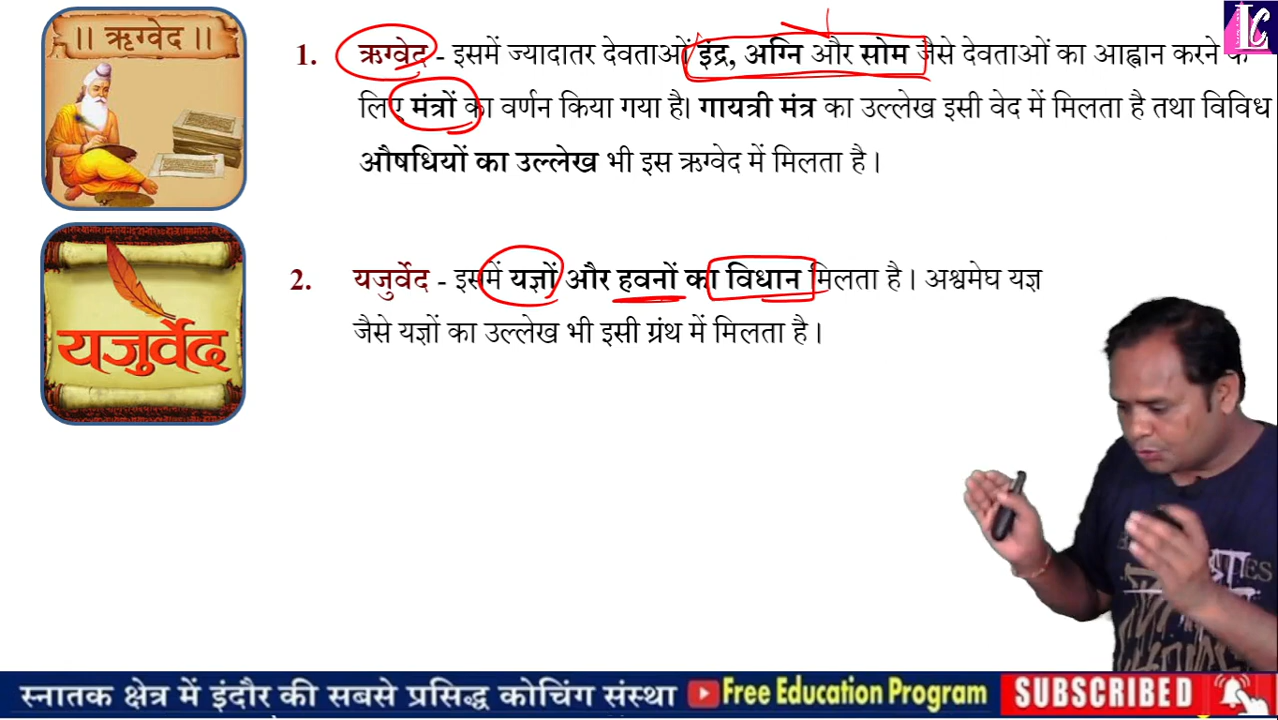 LC
|| ऋग्वेद ||
1. ऋग्वेद - इसमें ज्यादातर देवताओं इंद्र, अग्नि और सोम जैसे देवताओं का आह्वान करने के
लिए मंत्रों का वर्णन किया गया है। गायत्री मंत्र का उल्लेख इसी वेद में मिलता है तथा विविध
औषधियों का उल्लेख भी इस ऋग्वेद में मिलता है ।
यजुर्वेद
2. यजुर्वेद - इसमें यज्ञों और हवनों का विधान मिलता है । अश्वमेघ यज्ञ
जैसे यज्ञों का उल्लेख भी इसी ग्रंथ में मिलता है ।
स्नातक क्षेत्र में इंदौर की सबसे प्रसिद्ध कोचिंग संस्था Free Education Program SUBSCRIBED